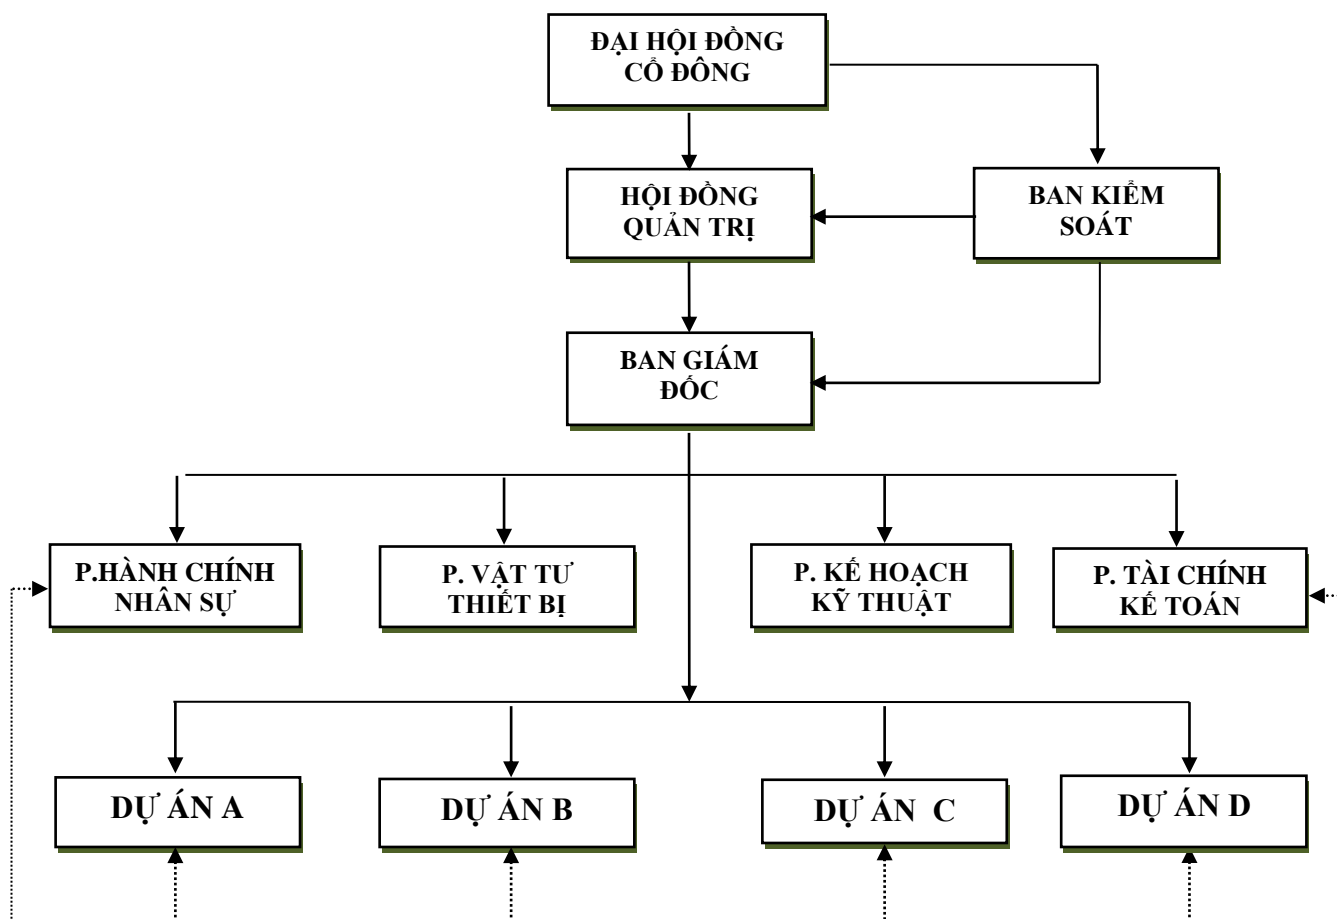 ĐẠI HỘI ĐỒNG
CỔ ĐÔNG
HỘI ĐỒNG
QUẢN TRỊ
BAN KIỂM
SOÁT
BAN GIÁM
ĐỐC
P.HÀNH CHÍNH
NHÂN SỰ
P. VẬT TƯ
THIẾT BỊ
P. KẾ HOẠCH
KỸ THUẬT
P. TÀI CHÍNH
KẾ TOÁN
DỰ ÁN A
DỰ ÁN B
DỰ ÁN C
DỰ ÁN D